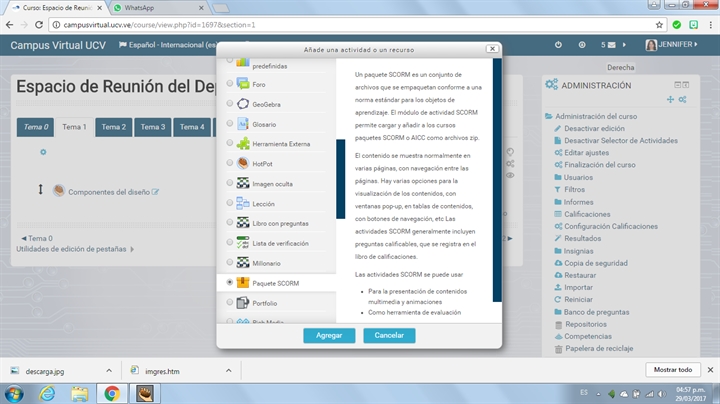 Curso: Espacio de Reunió
WhatsApp
campusvirtual.ucv.ve/course/view.php?id=1697&section=1
Campus Virtual UCV
Español - Internacional (es
5
JENNIFER
Añade una actividad o un recurso
Derecha
Espacio de Reunión del De
Tema 0
Tema 1
Tema 2
Tema 3
Tema 4
Componentes del diseño
◄ Tema 0
Utilidades de edición de pestañas
predefinidas
Foro
GeoGebra
Glosario
Herramienta Externa
HotPot
Imagen oculta
Lección
Libro con preguntas
Lista de verificación
Millonario
Paquete SCORM
Portfolio
Un paquete SCORM es un conjunto de
archivos que se empaquetan conforme a una
norma estándar para los objetos de
aprendizaje. El módulo de actividad SCORM
permite cargar y añadir a los cursos
paquetes SCORM o AICC como archivos zip.
El contenido se muestra normalmente en
varias páginas, con navegación entre las
páginas. Hay varias opciones para la
visualización de los contenidos, con
ventanas pop-up, en tablas de contenidos,
con botones de navegación, etc Las
actividades SCORM generalmente incluyen
preguntas calificables, que se registra en el
libro de calificaciones.
Las actividades SCORM se puede usar
• Para la presentación de contenidos
multimedia y animaciones
• Como herramienta de evaluación
Agregar
Cancelar
2 ►
ADMINISTRACIÓN
Administración del curso
Desactivar edición
Desactivar Selector de Actividades
Editar ajustes
Finalización del curso
Usuarios
Filtros
Informes
Calificaciones
Configuración Calificaciones
Resultados
Insignias
Copia de seguridad
Restaurar
Importar
Reiniciar
Banco de preguntas
Repositorios
Competencias
Papelera de reciclaje
descarga.jpg
imgres.htm
Mostrar todo
ES
04:57 p.m.
29/03/2017